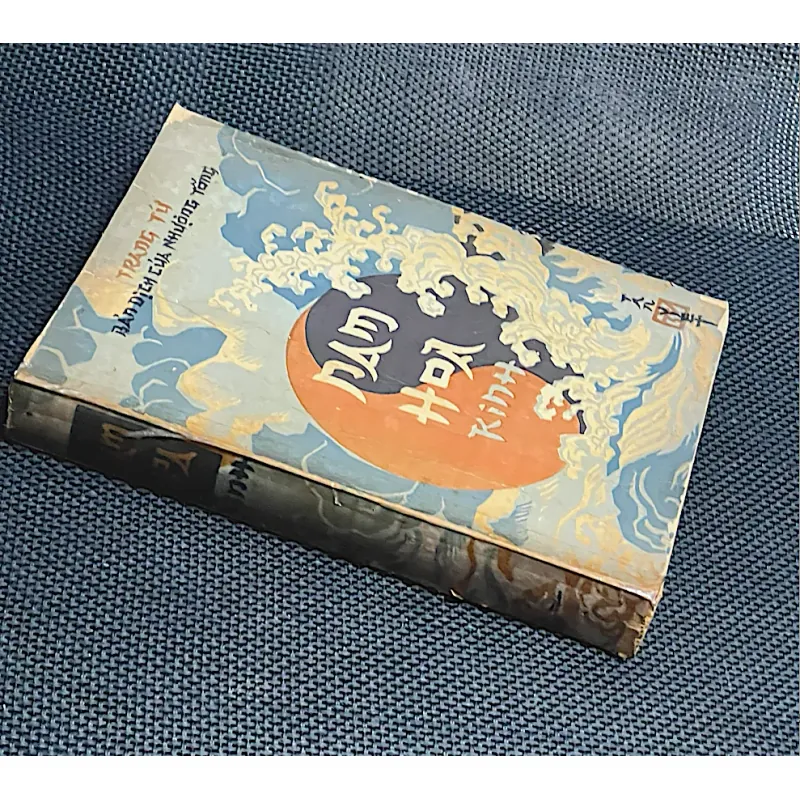 TRANG TỬ
BẢN DỊCH CỦA NHƯỢNG TỐNG
NAM
HOA
KINH
TÂN VIỆT